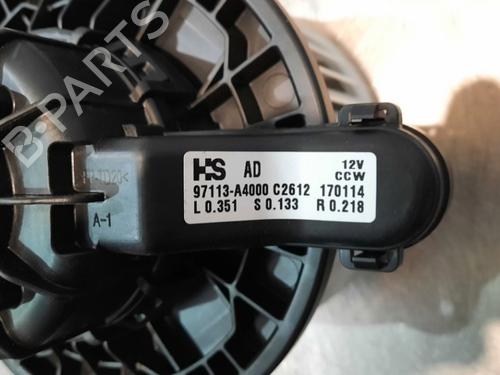 B-PARTS
HS AD 12V
CCW
97113-A4000 C2612 170114
L 0.351 S 0.133 R 0.218
A-1